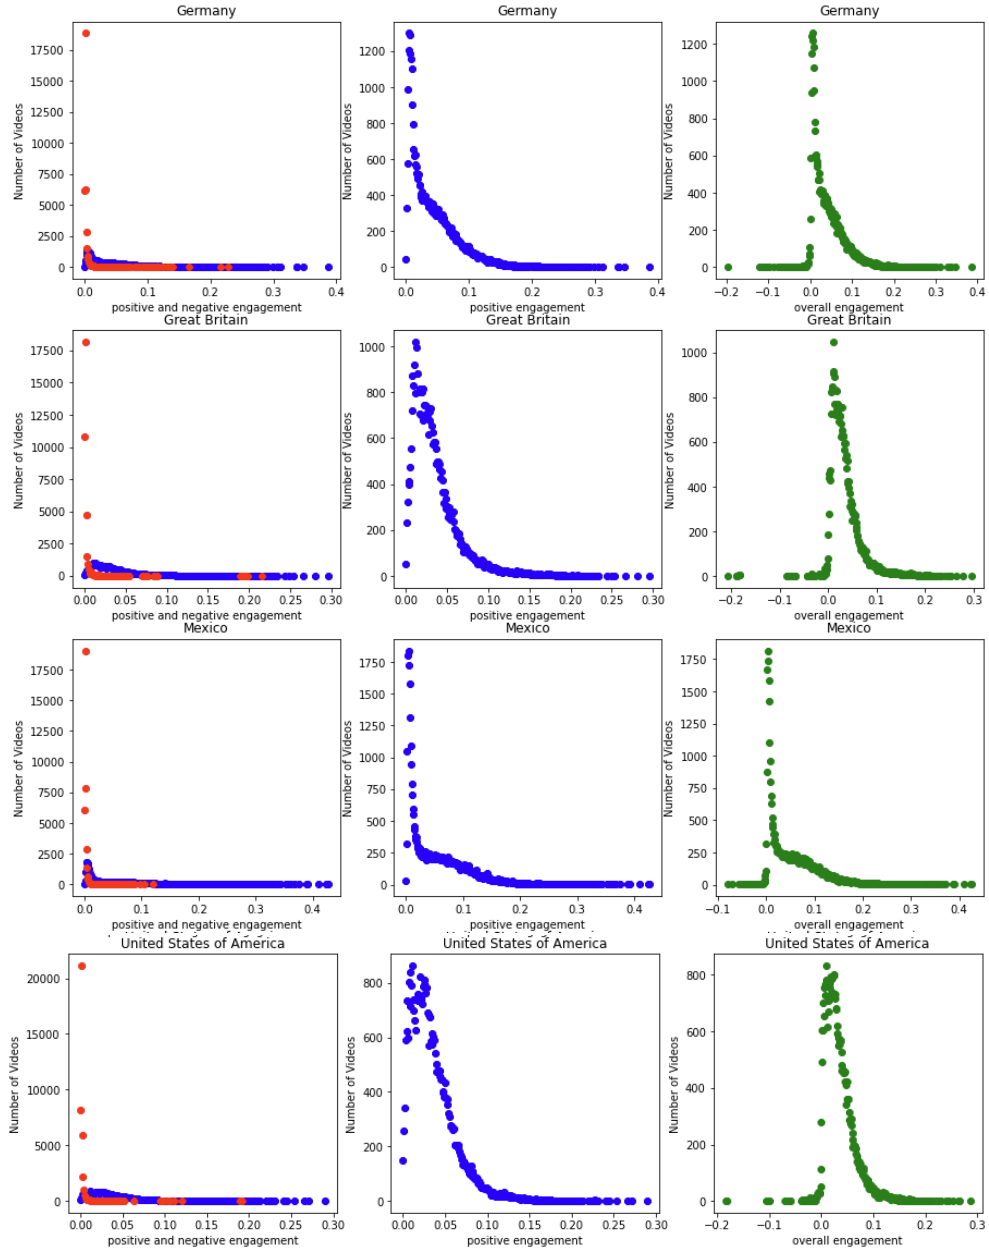 Germany
Number of Videos
17500
15000
12500
10000
7500
5000
2500
0
0.0 0.1 0.2 0.3 0.4
positive and negative engagement
Germany
Number of Videos
1200
1000
800
600
400
200
0
0.0 0.1 0.2 0.3 0.4
positive engagement
Germany
Number of Videos
1200
1000
800
600
400
200
0
−0.2 −0.1 0.0 0.1 0.2 0.3 0.4
overall engagement
Great Britain
Number of Videos
17500
15000
12500
10000
7500
5000
2500
0
0.00 0.05 0.10 0.15 0.20 0.25 0.30
positive and negative engagement
Great Britain
Number of Videos
1000
800
600
400
200
0
0.00 0.05 0.10 0.15 0.20 0.25 0.30
positive engagement
Great Britain
Number of Videos
1000
800
600
400
200
0
−0.2 −0.1 0.0 0.1 0.2 0.3
overall engagement
Mexico
Number of Videos
17500
15000
12500
10000
7500
5000
2500
0
0.0 0.1 0.2 0.3 0.4
positive and negative engagement
Mexico
Number of Videos
1750
1500
1250
1000
750
500
250
0
0.0 0.1 0.2 0.3 0.4
positive engagement
Mexico
Number of Videos
1750
1500
1250
1000
750
500
250
0
−0.1 0.0 0.1 0.2 0.3 0.4
overall engagement
United States of America
Number of Videos
20000
15000
10000
5000
0
0.00 0.05 0.10 0.15 0.20 0.25 0.30
positive and negative engagement
United States of America
Number of Videos
800
600
400
200
0
0.00 0.05 0.10 0.15 0.20 0.25 0.30
positive engagement
United States of America
Number of Videos
800
600
400
200
0
−0.2 −0.1 0.0 0.1 0.2 0.3
overall engagement